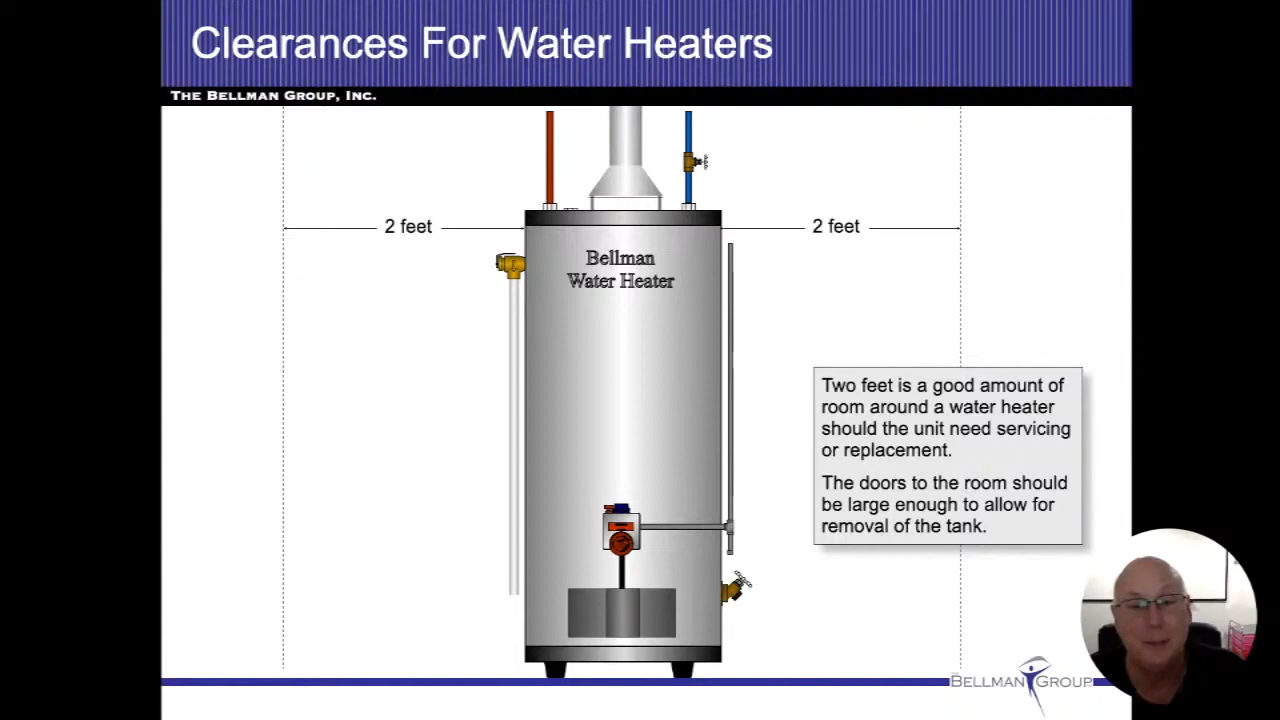 Clearances For Water Heaters
THE BELLMAN GROUP, INC.
2 feet
2 feet
Bellman
Water Heater
Two feet is a good amount of
room around a water heater
should the unit need servicing
or replacement.
The doors to the room should
be large enough to allow for
removal of the tank.
BELLMAN GROUP